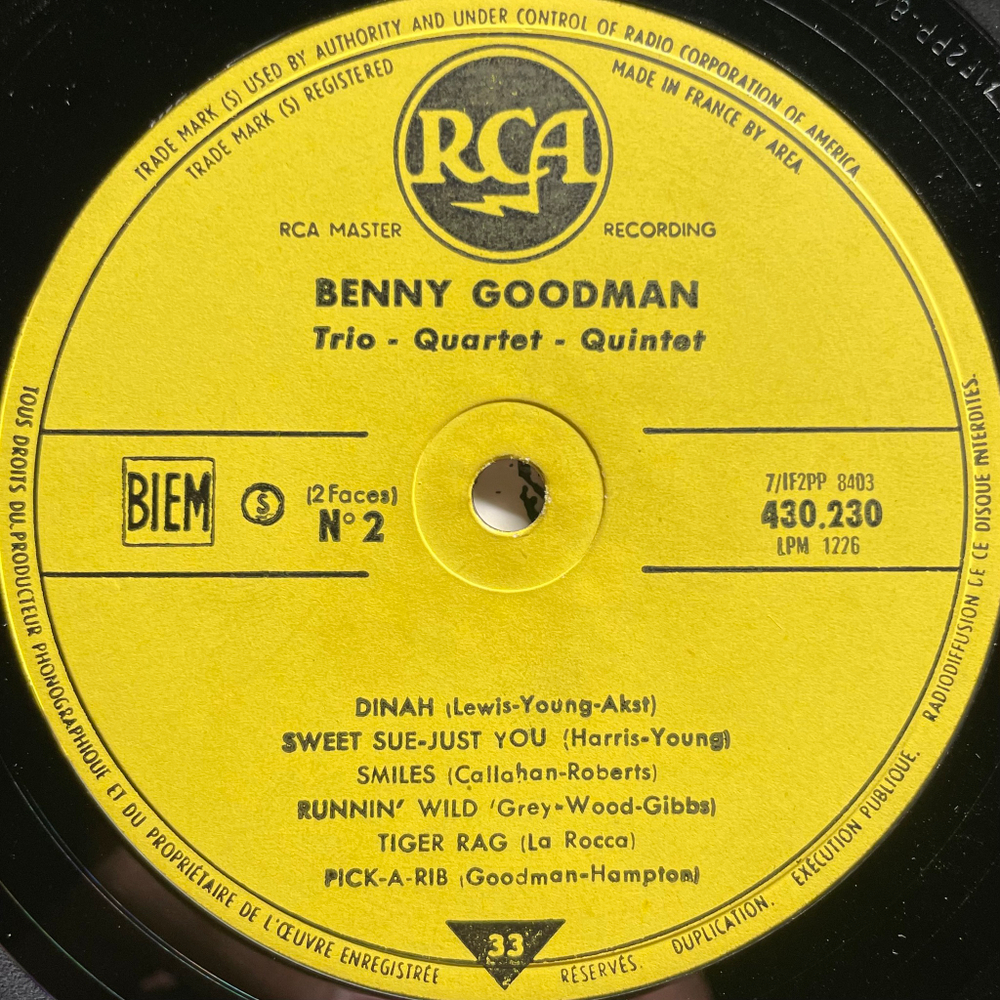 TRADE MARK (S) USED BY AUTHORITY AND UNDER CONTROL OF RADIO CORPORATION OF AMERICA
TRADE MARK (S) REGISTERED
MADE IN FRANCE BY AREA
RCA
RCA MASTER RECORDING
BENNY GOODMAN
Trio - Quartet - Quintet
BIEM
S
(2 Faces)
N° 2
7/1F2PP 8403
430.230
LPM 1226
DINAH (Lewis-Young-Akst)
SWEET SUE-JUST YOU (Harris-Young)
SMILES (Callahan-Roberts)
RUNNIN' WILD (Grey-Wood-Gibbs)
TIGER RAG (La Rocca)
PICK-A-RIB (Goodman-Hampton)
33
TOUS DROITS DU PRODUCTEUR PHONOGRAPHIQUE ET DU PROPRIÉTAIRE DE L'ŒUVRE ENREGISTRÉE RÉSERVÉS. DUPLICATION. EXÉCUTION PUBLIQUE. RADIODIFFUSION DE CE DISQUE INTERDITES.